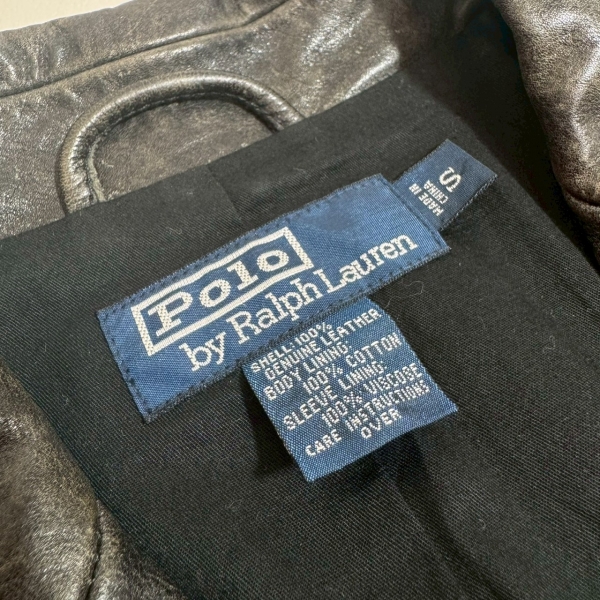 Polo
by Ralph Lauren
S
MADE IN
CHINA
SHELL 100%
GENUINE LEATHER
BODY LINING:
100% COTTON
SLEEVE LINING:
100% VISCOSE
CARE INSTRUCTIONS
OVER